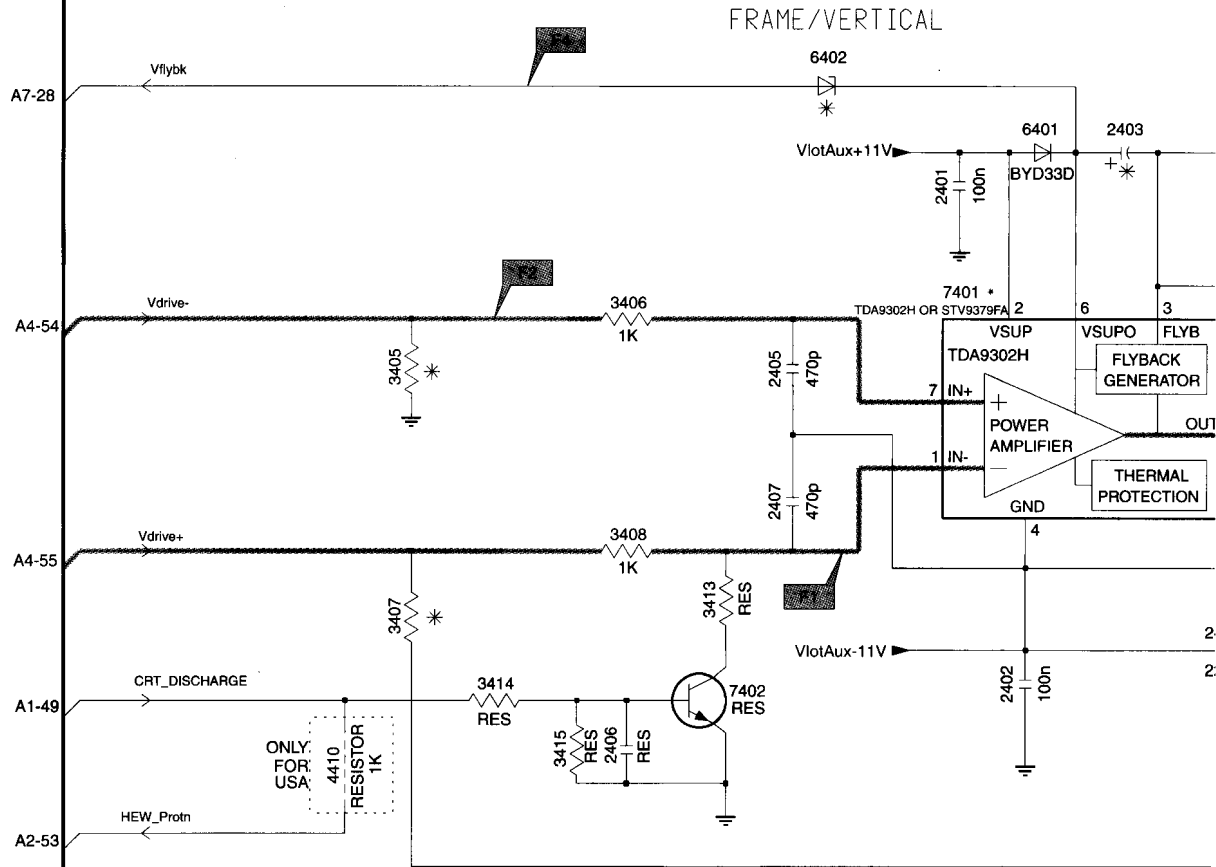 FRAME/VERTICAL
F4
6402
Vflybk
A7-28
*
6401
2403
VlotAux+11V
BYD33D
+
*
2401
100n
F2
Vdrive-
3406
7401 *
A4-54
TDA9302H OR STV9379FA
2
6
3
1K
VSUP
VSUPO
FLYB
TDA9302H
3405
*
2405
470p
FLYBACK
GENERATOR
7
IN+
+
POWER
AMPLIFIER
OUT
1
IN-
−
2407
470p
THERMAL
PROTECTION
GND
4
Vdrive+
3408
A4-55
1K
3413
RES
F1
3407
*
VlotAux-11V
2402
100n
CRT_DISCHARGE
3414
7402
RES
A1-49
RES
ONLY
FOR
USA
4410
RESISTOR
1K
3415
RES
2406
RES
HEW_Protn
A2-53